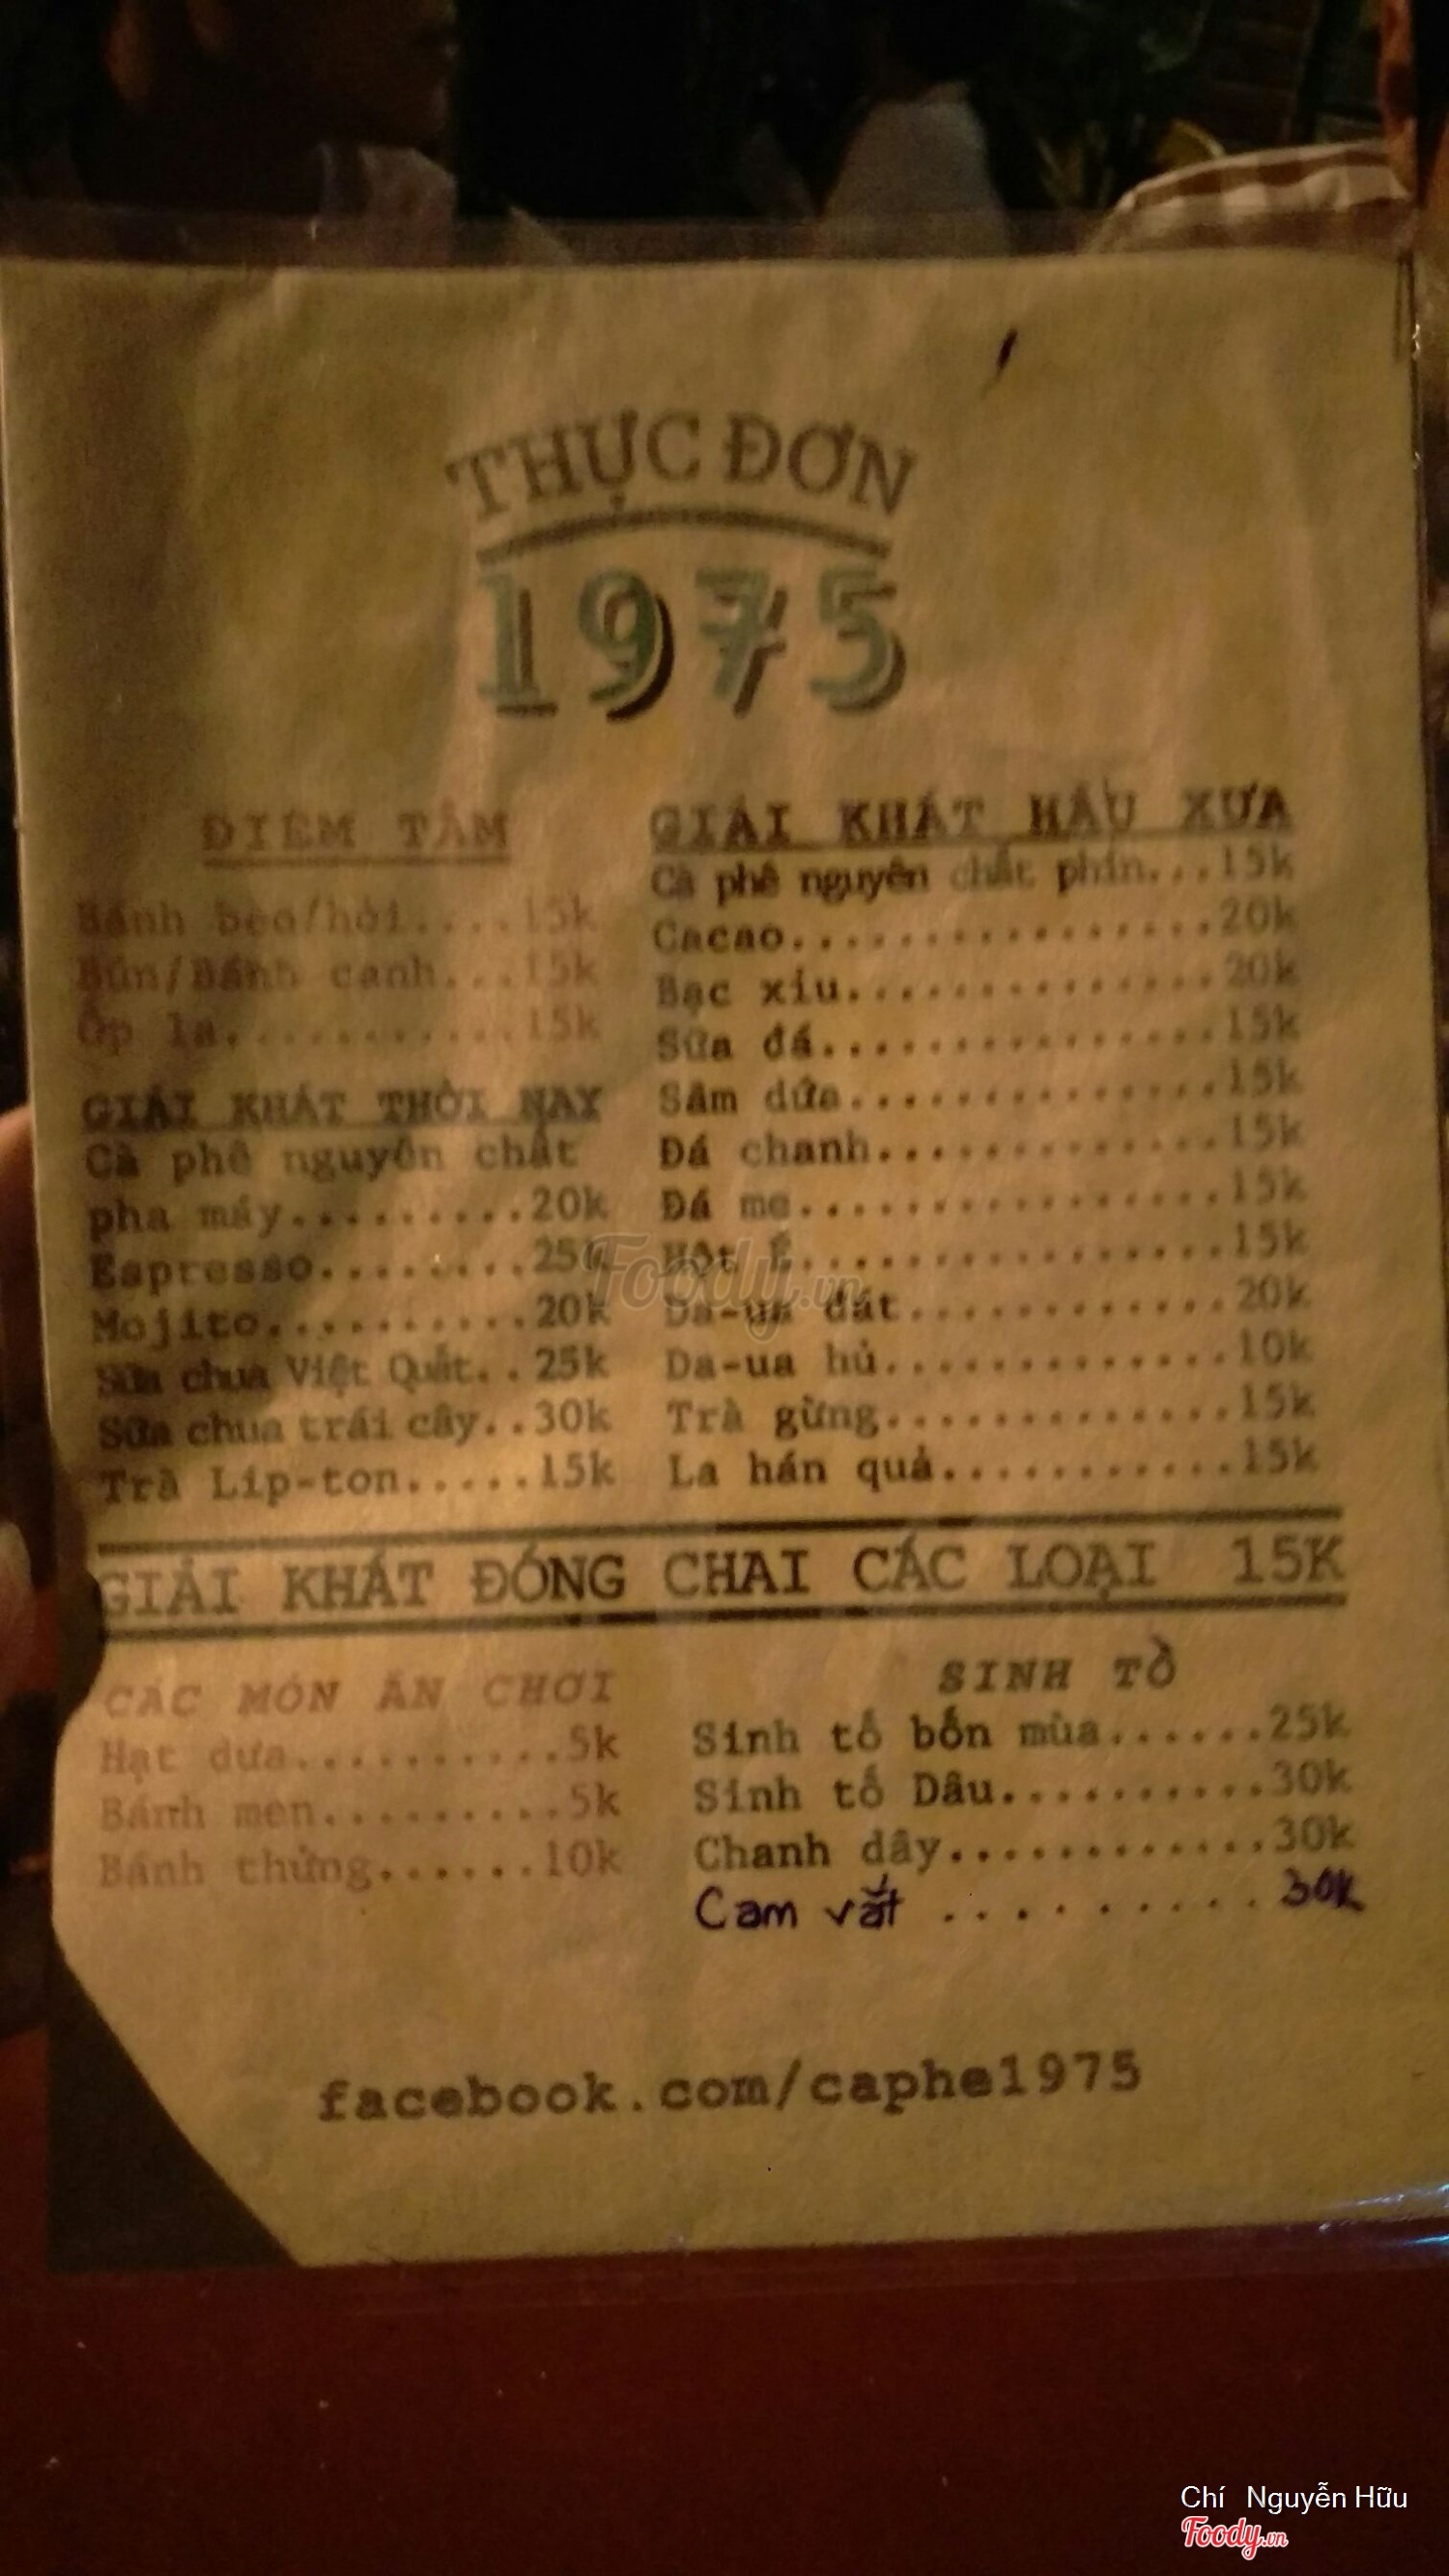 THỰC ĐƠN
1975
ĐIỂM TÂM
Bánh bèo/hỏi....15k
Bún/Bánh canh...15k
Ốp la...........15k
GIẢI KHÁT THỜI NAY
Cà phê nguyên chất
pha máy.........20k
Espresso........25k
Mojito..........20k
Sữa chua Việt Quất..25k
Sữa chua trái cây..30k
Trà Lip-ton.....15k
GIẢI KHÁT HẦU XƯA
Cà phê nguyên chất phin...15k
Cacao................20k
Bạc xíu..............20k
Sữa đá...............15k
Sâm dứa..............15k
Đá chanh.............15k
Đá me................15k
Hột É................15k
Da-ua đát............20k
Da-ua hủ.............10k
Trà gừng.............15k
La hán quả...........15k
GIẢI KHÁT ĐÓNG CHAI CÁC LOẠI 15K
CÁC MÓN ĂN CHƠI
Hạt dưa..........5k
Bánh men.........5k
Bánh thửng......10k
SINH TỐ
Sinh tố bốn mùa......25k
Sinh tố Dâu..........30k
Chanh dây............30k
Cam vắt..........30k
facebook.com/caphe1975
Foody.vn
Chí Nguyễn Hữu
Foody.vn